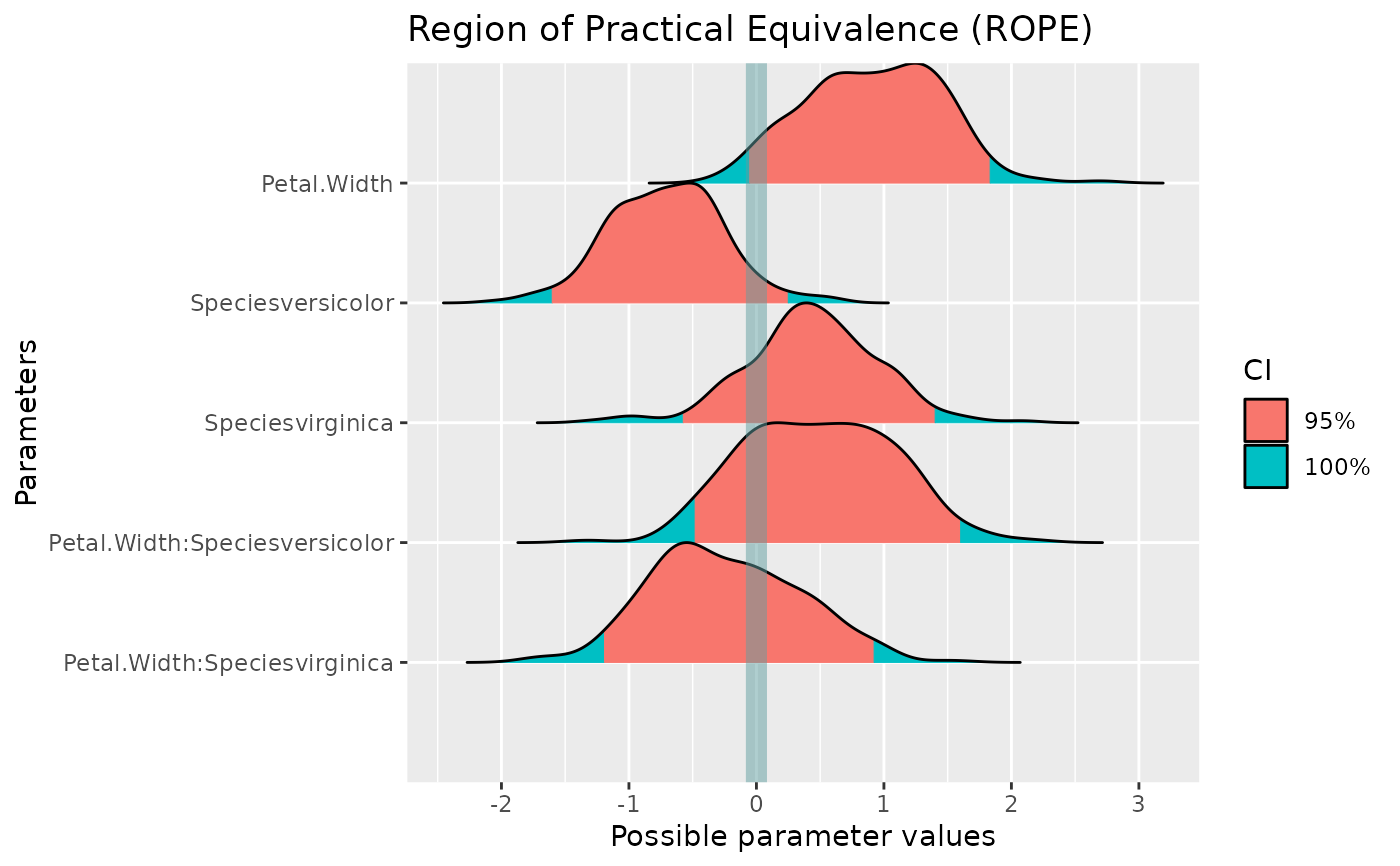 Region of Practical Equivalence (ROPE)
Parameters
Petal.Width
Speciesversicolor
Speciesvirginica
Petal.Width:Speciesversicolor
Petal.Width:Speciesvirginica
-2 -1 0 1 2 3
Possible parameter values
CI
95%
100%